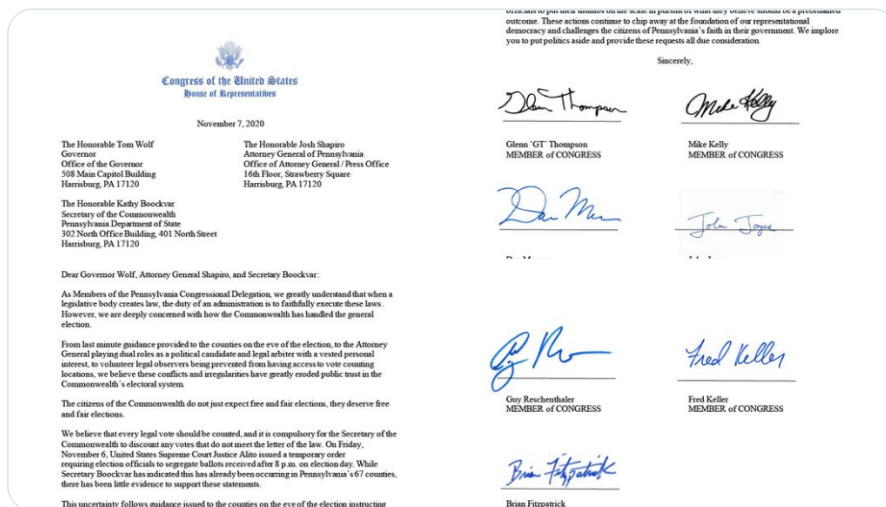 Congress of the United States
House of Representatives
November 7, 2020
The Honorable Tom Wolf
Governor
Office of the Governor
508 Main Capitol Building
Harrisburg, PA 17120
The Honorable Josh Shapiro
Attorney General of Pennsylvania
Office of Attorney General / Press Office
16th Floor, Strawberry Square
Harrisburg, PA 17120
The Honorable Kathy Boockvar
Secretary of the Commonwealth
Pennsylvania Department of State
302 North Office Building, 401 North Street
Harrisburg, PA 17120
Dear Governor Wolf, Attorney General Shapiro, and Secretary Boockvar:
As Members of the Pennsylvania Congressional Delegation, we greatly understand that when a
legislative body creates law, the duty of an administration is to faithfully execute these laws.
However, we are deeply concerned with how the Commonwealth has handled the general
election.
From last minute guidance provided to the counties on the eve of the election, to the Attorney
General playing dual roles as a political candidate and legal arbiter with a vested personal
interest, to volunteer legal observers being prevented from having access to vote counting
locations, we believe these conflicts and irregularities have greatly eroded public trust in the
Commonwealth's electoral system.
The citizens of the Commonwealth do not just expect free and fair elections, they deserve free
and fair elections.
We believe that every legal vote should be counted, and it is compulsory for the Secretary of the
Commonwealth to discount any votes that do not meet the letter of the law. On Friday,
November 6, United States Supreme Court Justice Alito issued a temporary order
requiring election officials to segregate ballots received after 8 p.m. on election day. While
Secretary Boockvar has indicated this has already been occurring in Pennsylvania's 67 counties,
there has been little evidence to support these statements.
This uncertainty follows guidance issued to the counties on the eve of the election instructing
officials to put their thumbs on the scale in pursuit of what they believe should be a preordained
outcome. These actions continue to chip away at the foundation of our representational
democracy and challenges the citizens of Pennsylvania's faith in their government. We implore
you to put politics aside and provide these requests all due consideration.
Sincerely,
Glenn Thompson
Glenn 'GT' Thompson
MEMBER of CONGRESS
Mike Kelly
Mike Kelly
MEMBER of CONGRESS
John Joyce
Guy Reschenthaler
MEMBER of CONGRESS
Fred Keller
Fred Keller
MEMBER of CONGRESS
Brian Fitzpatrick
Brian Fitzpatrick